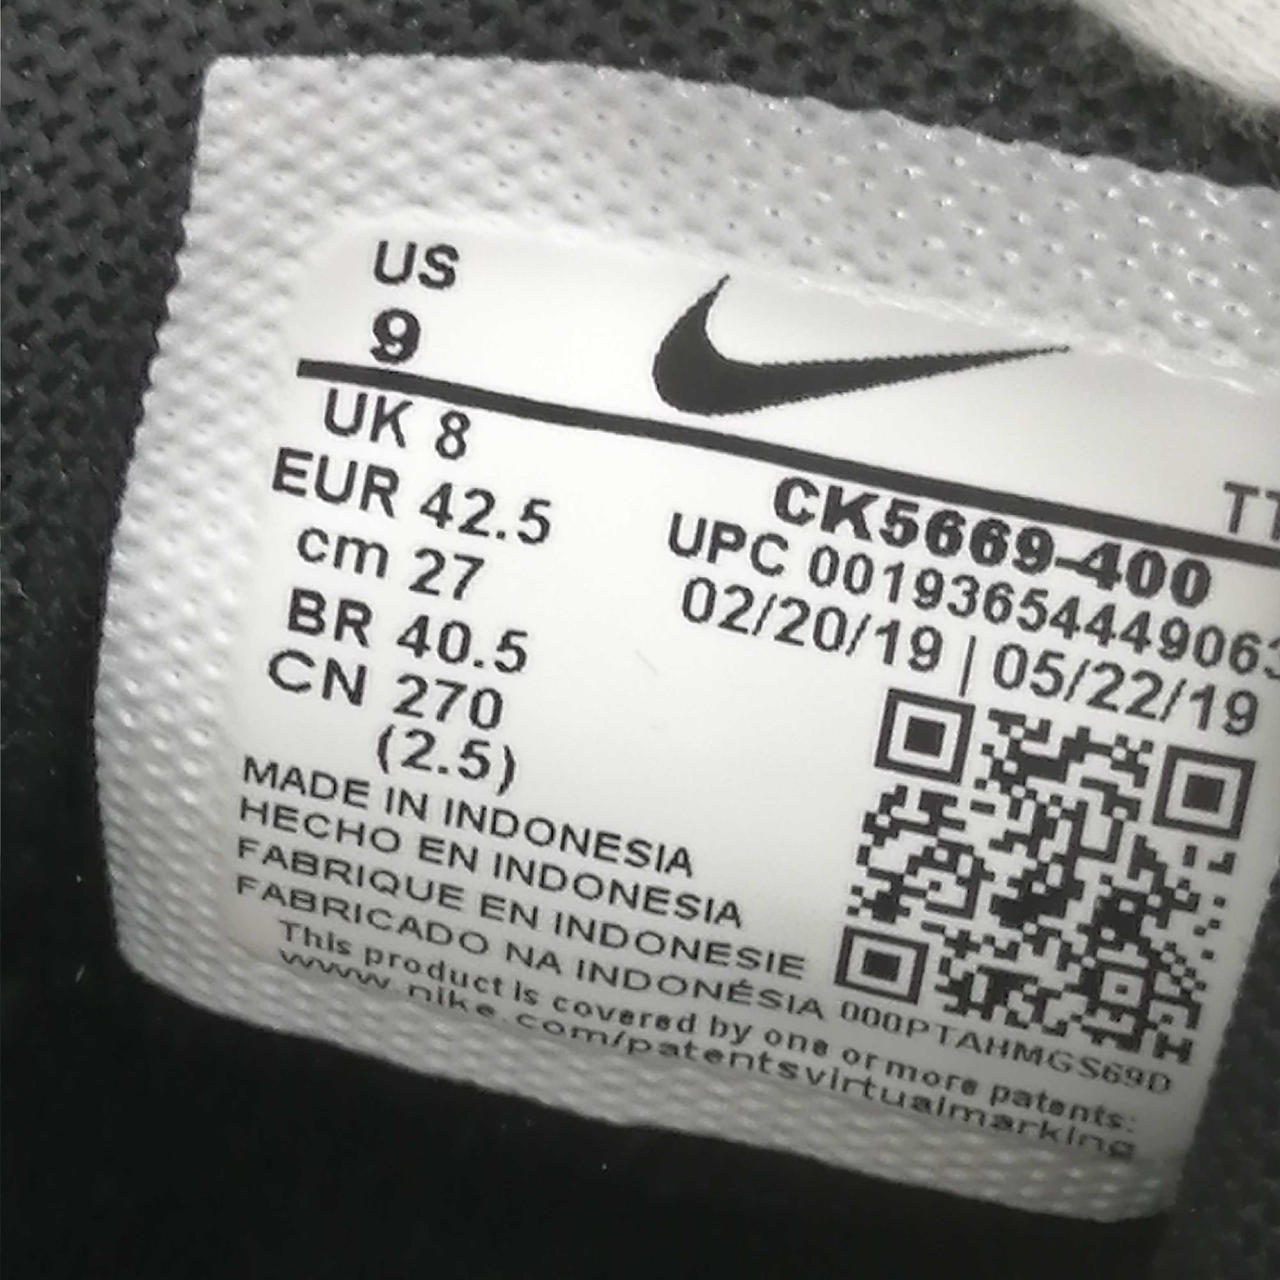 US
9
UK 8
EUR 42.5
cm 27
BR 40.5
CN 270
(2.5)
TT
CK5669-400
UPC 00193654449063
02/20/19 | 05/22/19
MADE IN INDONESIA
HECHO EN INDONESIA
FABRIQUE EN INDONESIE
FABRICADO NA INDONÉSIA
000PTAHMGS69D
This product is covered by one or more patents:
www.nike.com/patentsvirtualmarking